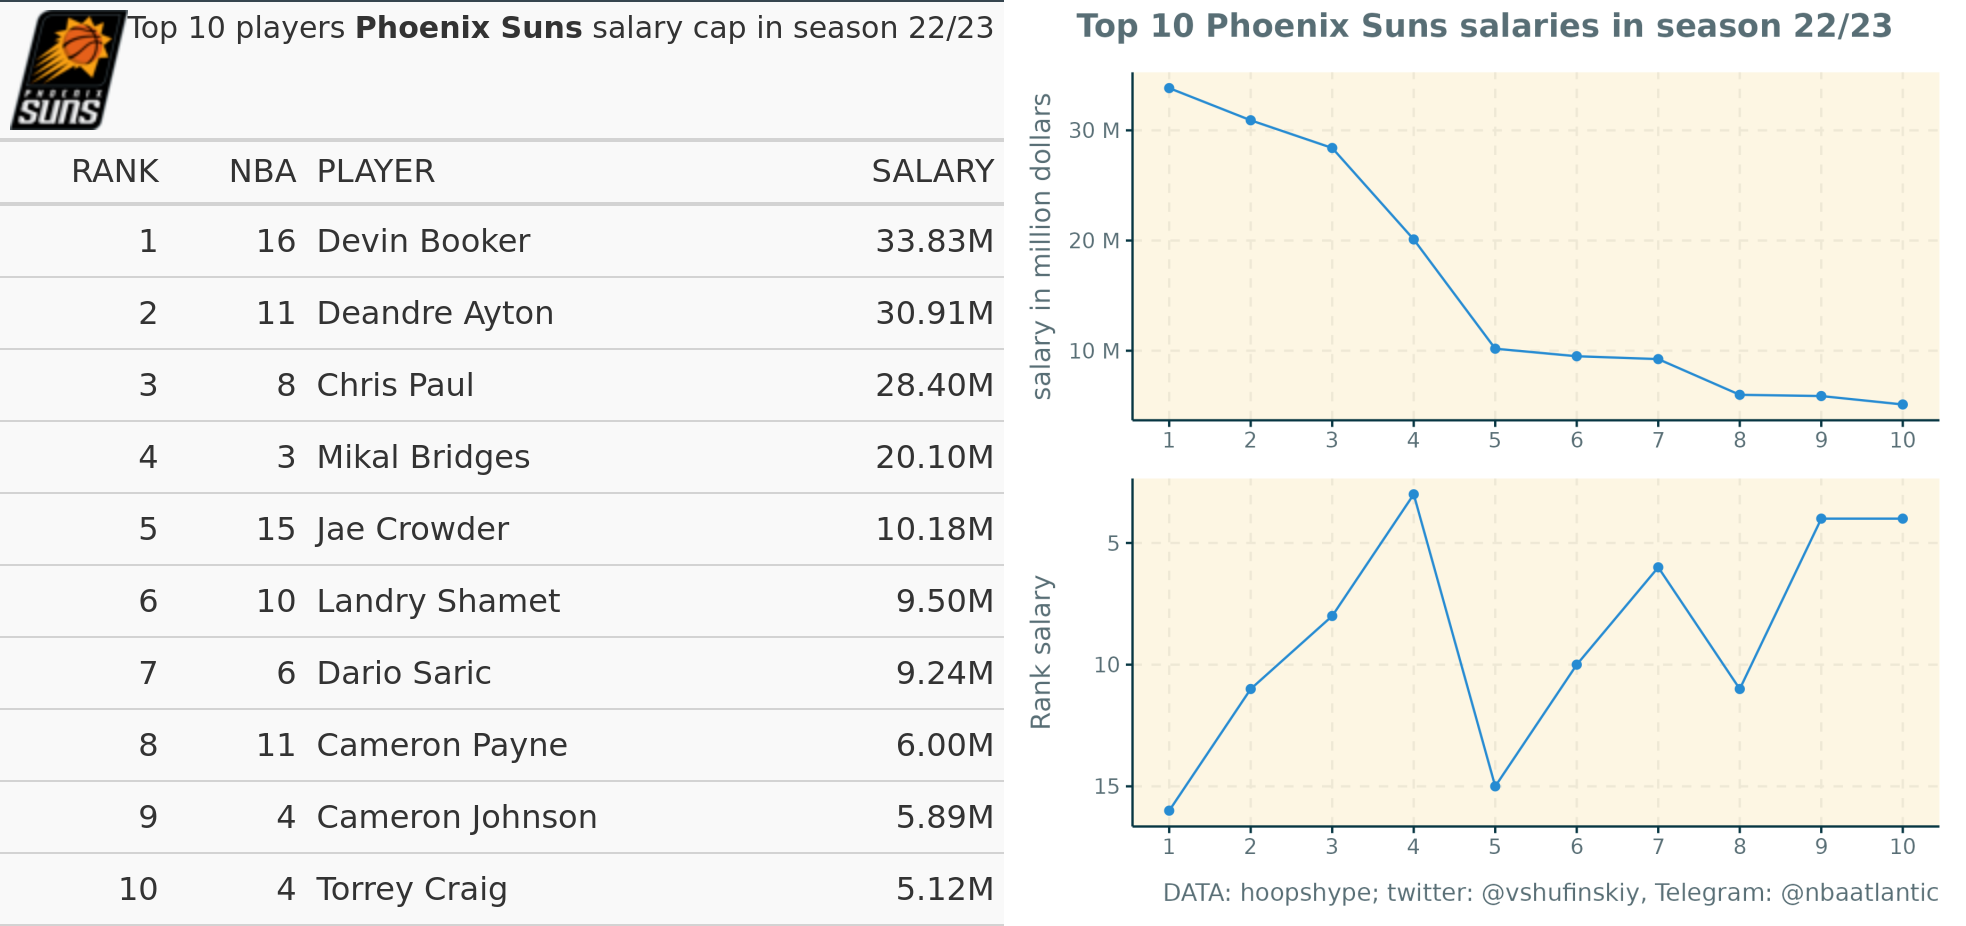 Top 10 players Phoenix Suns salary cap in season 22/23
PHOENIX
SUNS
RANK NBA PLAYER SALARY
1 16 Devin Booker 33.83M
2 11 Deandre Ayton 30.91M
3 8 Chris Paul 28.40M
4 3 Mikal Bridges 20.10M
5 15 Jae Crowder 10.18M
6 10 Landry Shamet 9.50M
7 6 Dario Saric 9.24M
8 11 Cameron Payne 6.00M
9 4 Cameron Johnson 5.89M
10 4 Torrey Craig 5.12M
Top 10 Phoenix Suns salaries in season 22/23
salary in million dollars
30 M
20 M
10 M
1 2 3 4 5 6 7 8 9 10
Rank salary
5
10
15
1 2 3 4 5 6 7 8 9 10
DATA: hoopshype; twitter: @vshufinskiy, Telegram: @nbaatlantic